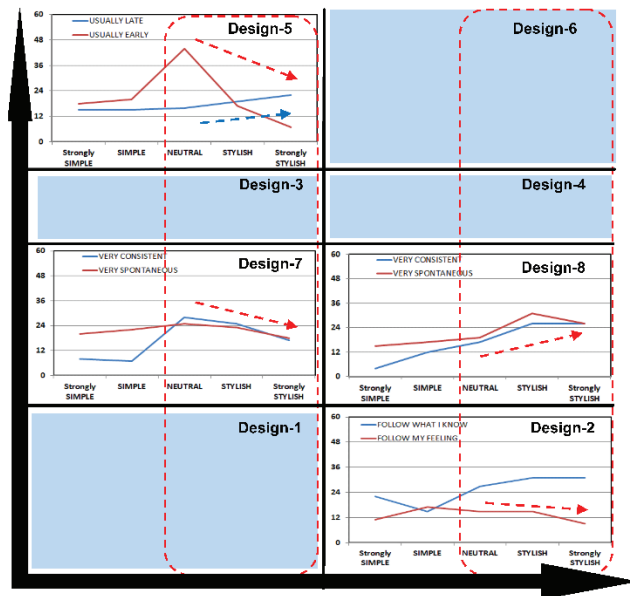 Design-5
60
USUALLY LATE
USUALLY EARLY
48
36
24
12
0
Strongly SIMPLE
SIMPLE
NEUTRAL
STYLISH
Strongly STYLISH
Design-6
Design-3
Design-4
Design-7
60
VERY CONSISTENT
VERY SPONTANEOUS
48
36
24
12
0
Strongly SIMPLE
SIMPLE
NEUTRAL
STYLISH
Strongly STYLISH
Design-8
60
VERY CONSISTENT
VERY SPONTANEOUS
48
36
24
12
0
Strongly SIMPLE
SIMPLE
NEUTRAL
STYLISH
Strongly STYLISH
Design-1
Design-2
60
FOLLOW WHAT I KNOW
FOLLOW MY FEELING
48
36
24
12
0
Strongly SIMPLE
SIMPLE
NEUTRAL
STYLISH
Strongly STYLISH